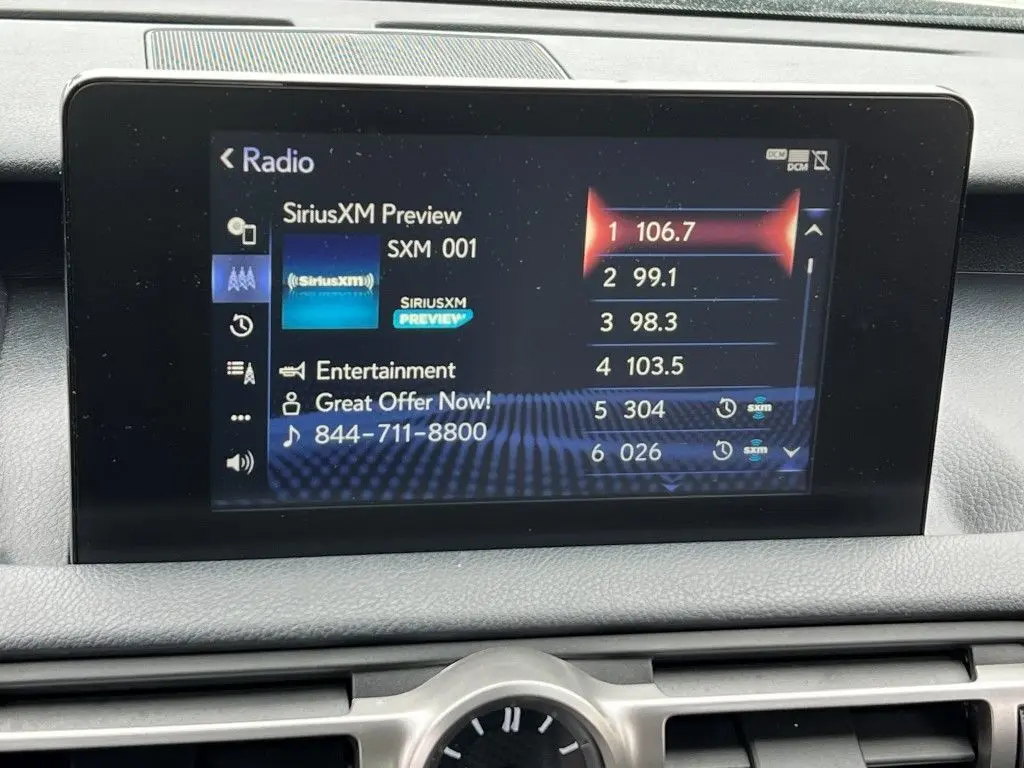 Radio
DCM
DCM
SiriusXM Preview
SXM 001
((SiriusXM))
SIRIUSXM
PREVIEW
Entertainment
Great Offer Now!
844-711-8800
1 106.7
2 99.1
3 98.3
4 103.5
5 304 sxm
6 026 sxm